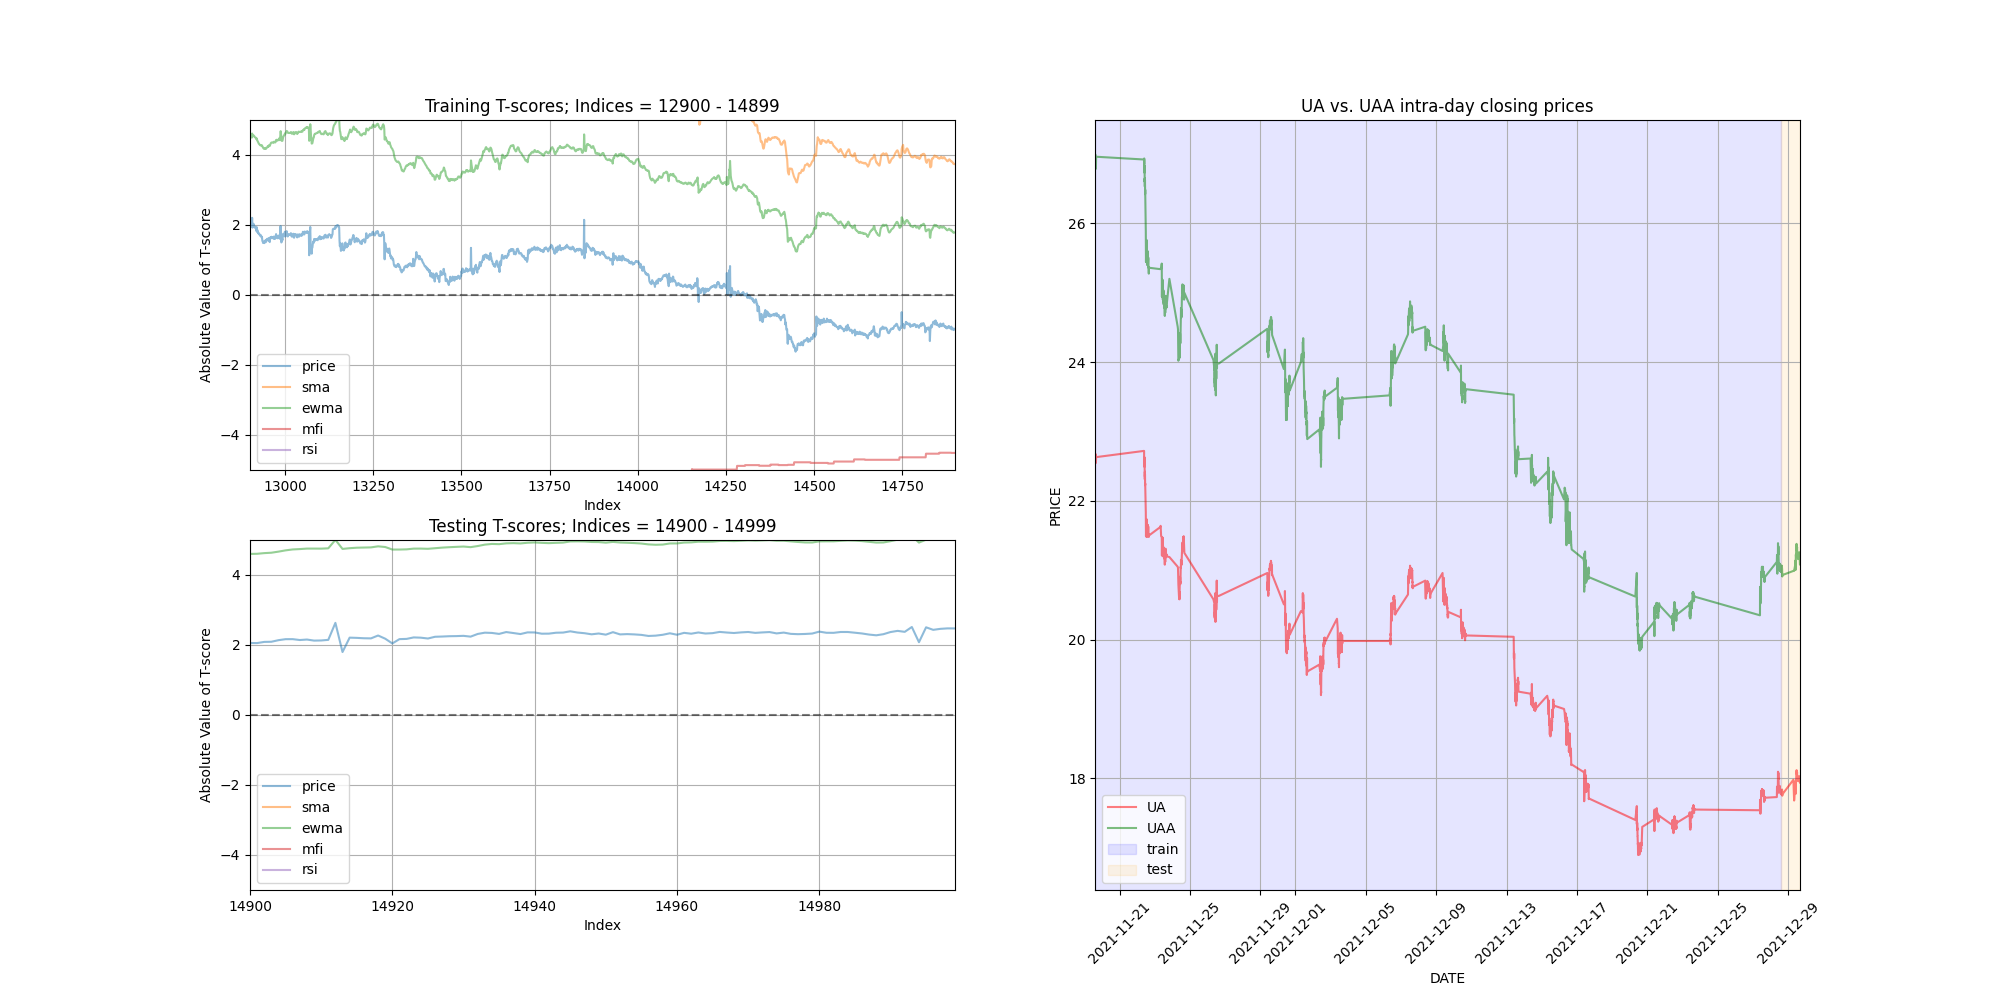 Training T-scores; Indices = 12900 - 14899
Absolute Value of T-score
4
2
0
−2
−4
price
sma
ewma
mfi
rsi
13000 13250 13500 13750 14000 14250 14500 14750
Index
Testing T-scores; Indices = 14900 - 14999
Absolute Value of T-score
4
2
0
−2
−4
price
sma
ewma
mfi
rsi
14900 14920 14940 14960 14980
Index
UA vs. UAA intra-day closing prices
PRICE
26
24
22
20
18
UA
UAA
train
test
2021-11-21 2021-11-25 2021-11-29 2021-12-01 2021-12-05 2021-12-09 2021-12-13 2021-12-17 2021-12-21 2021-12-25 2021-12-29
DATE